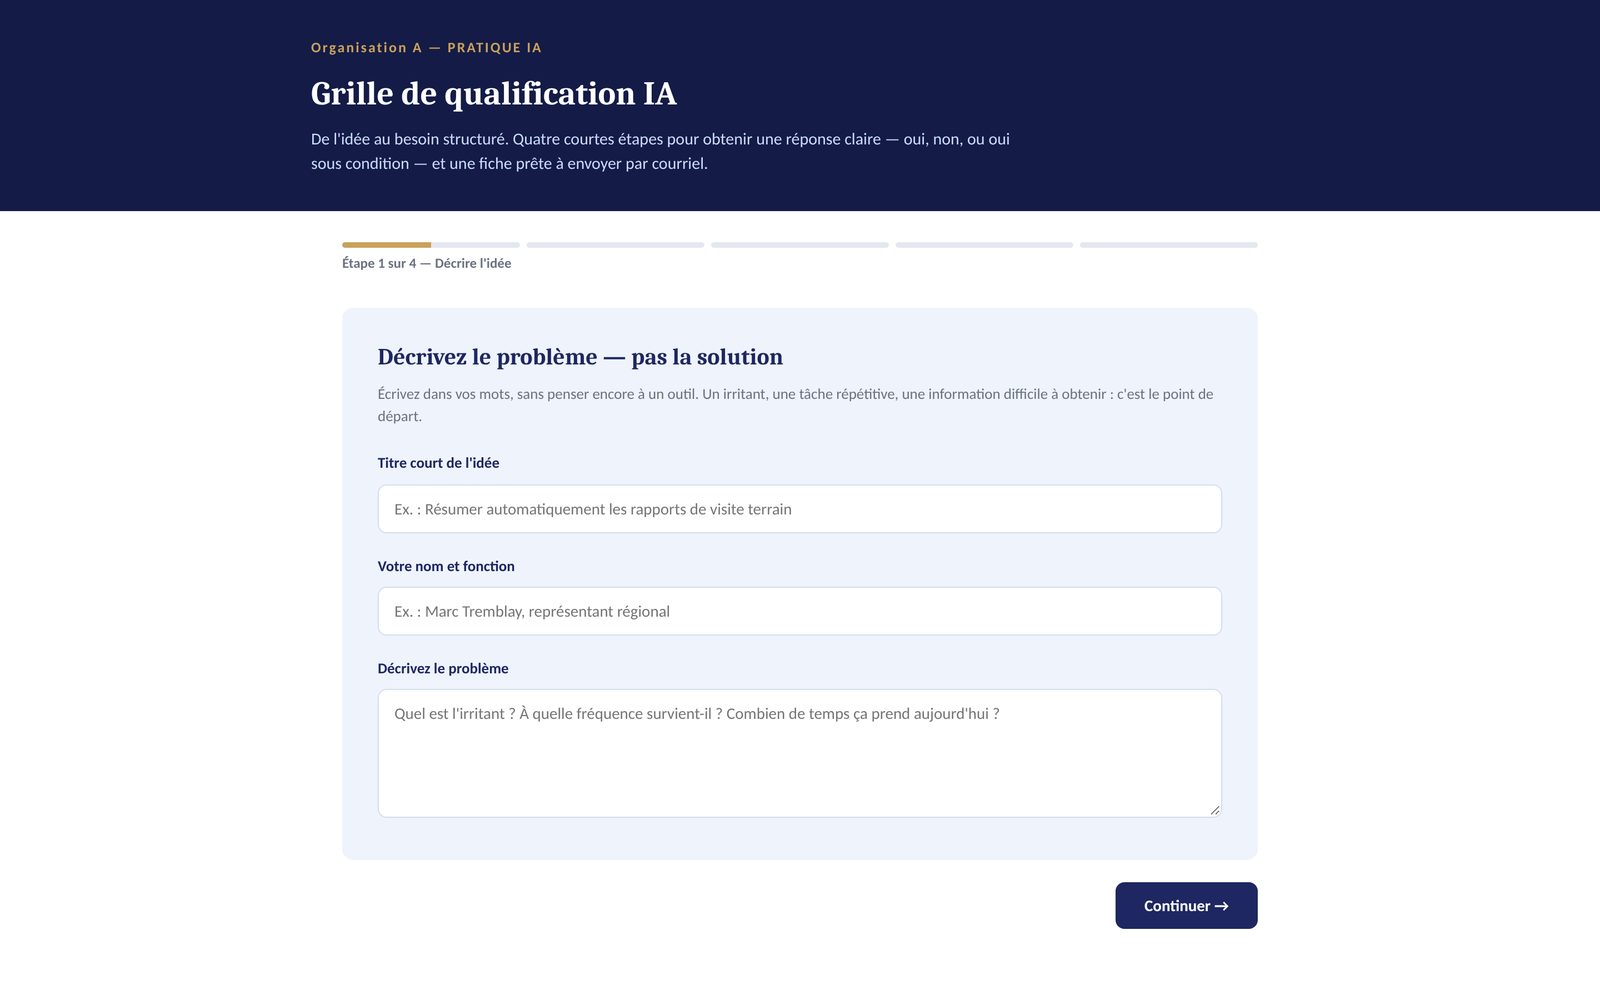 Organisation A — PRATIQUE IA
Grille de qualification IA
De l'idée au besoin structuré. Quatre courtes étapes pour obtenir une réponse claire — oui, non, ou oui
sous condition — et une fiche prête à envoyer par courriel.
Étape 1 sur 4 — Décrire l'idée
Décrivez le problème — pas la solution
Écrivez dans vos mots, sans penser encore à un outil. Un irritant, une tâche répétitive, une information difficile à obtenir : c'est le point de
départ.
Titre court de l'idée
Ex. : Résumer automatiquement les rapports de visite terrain
Votre nom et fonction
Ex. : Marc Tremblay, représentant régional
Décrivez le problème
Quel est l'irritant ? À quelle fréquence survient-il ? Combien de temps ça prend aujourd'hui ?
Continuer →